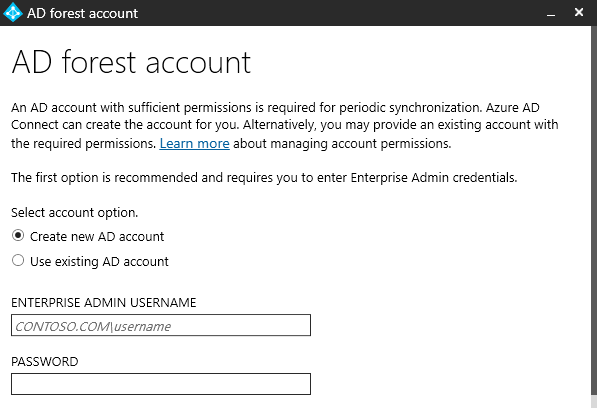 AD forest account
AD forest account
An AD account with sufficient permissions is required for periodic synchronization. Azure AD
Connect can create the account for you. Alternatively, you may provide an existing account with
the required permissions. Learn more about managing account permissions.
The first option is recommended and requires you to enter Enterprise Admin credentials.
Select account option.
Create new AD account
Use existing AD account
ENTERPRISE ADMIN USERNAME
CONTOSO.COM\username
PASSWORD